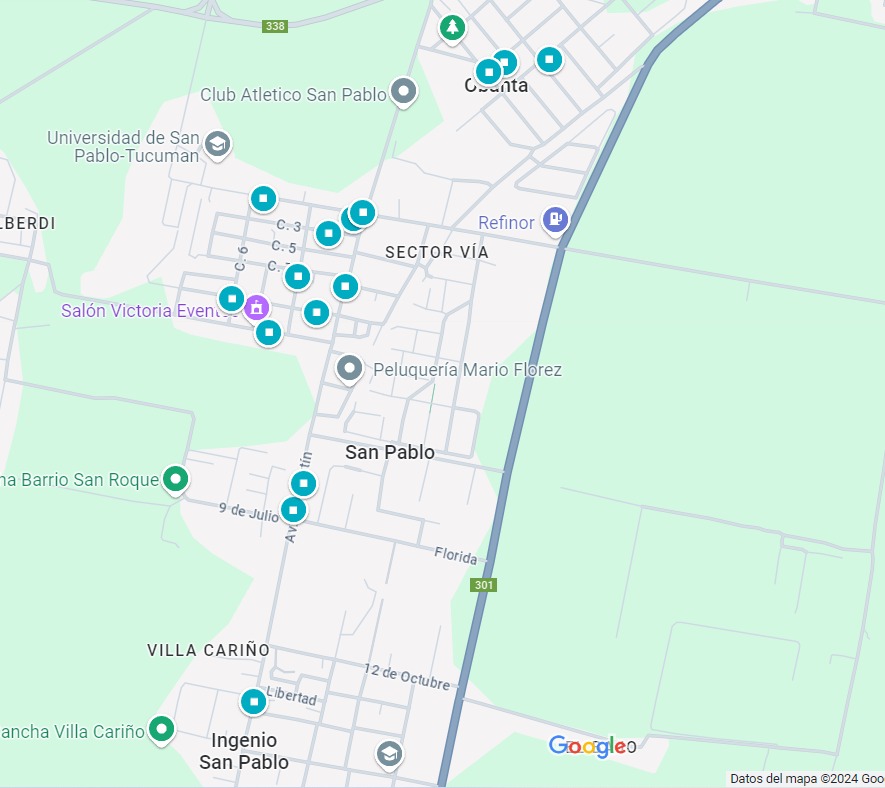 338
Club Atletico San Pablo
Universidad de San
Pablo-Tucuman
LBERDI
Refinor
C. 3
SECTOR VÍA
C. 5
C. 6
Salón Victoria Event
Peluquería Mario Florez
San Pablo
na Barrio San Roque
9 de Julio
Av
tín
Florida
301
VILLA CARIÑO
12 de Octubre
Libertad
ancha Villa Cariño
Ingenio
San Pablo
Google
Datos del mapa ©2024 Goo